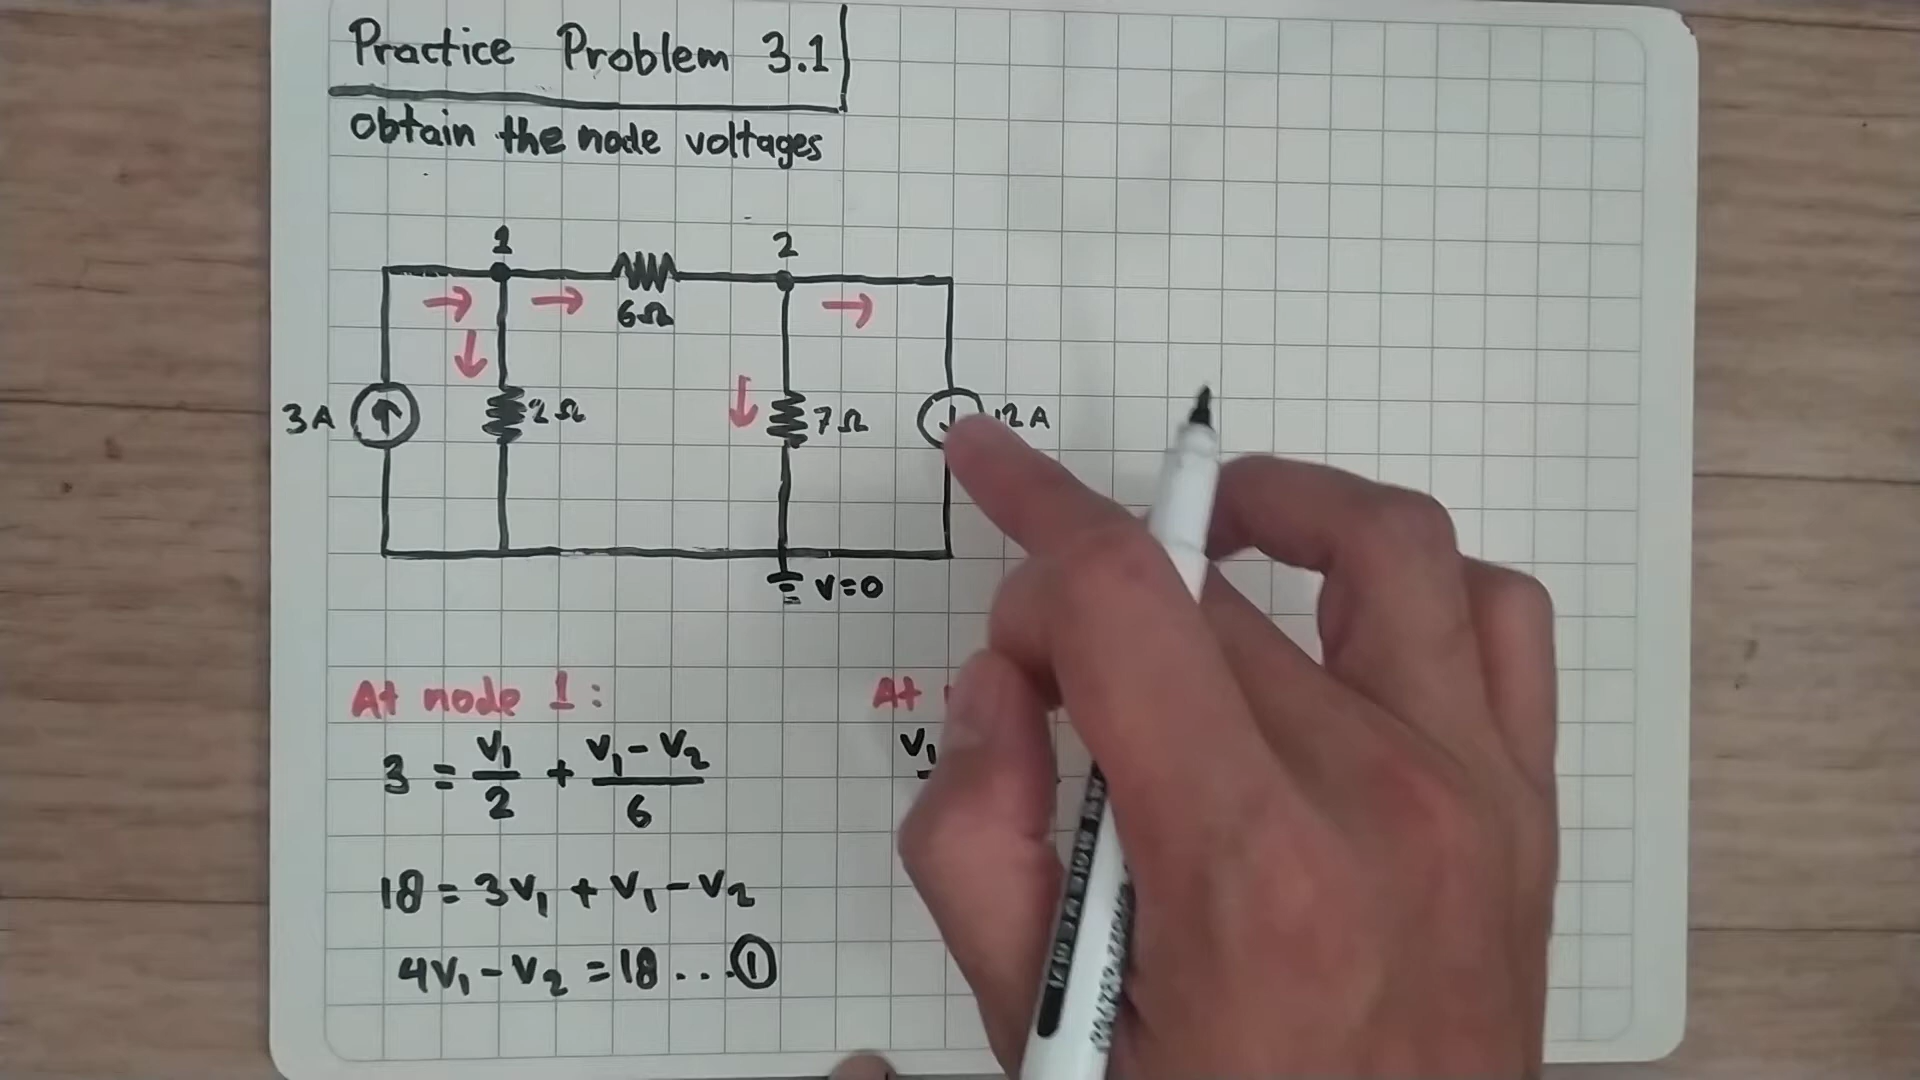 Practice Problem 3.1
obtain the node voltages
1
2
6Ω
3A
2Ω
7Ω
12A
V=0
At node 1:
At
3 = V₁/2 + V₁-V₂/6
V₁
18 = 3V₁ + V₁ - V₂
4V₁ - V₂ = 18 ... ①